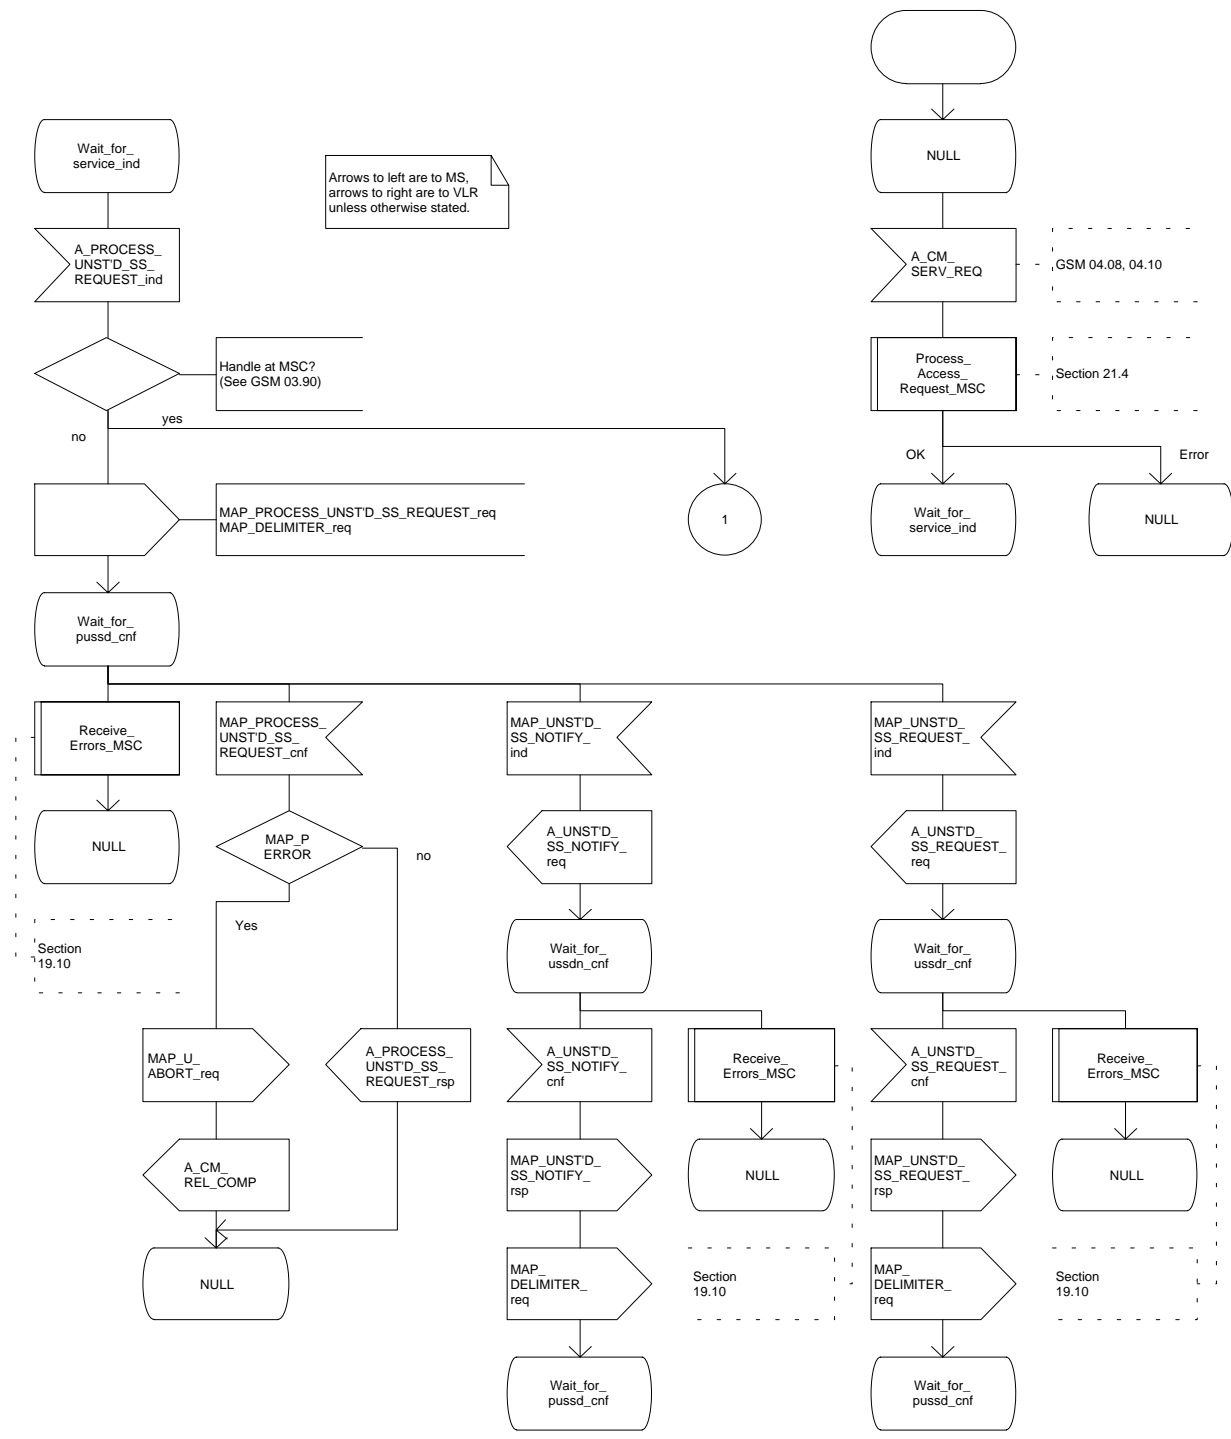 NULL
Wait_for_
service_ind
Arrows to left are to MS,
arrows to right are to VLR
unless otherwise stated.
A_PROCESS_
UNST'D_SS_
REQUEST_ind
A_CM_
SERV_REQ
GSM 04.08, 04.10
Handle at MSC?
(See GSM 03.90)
Process_
Access_
Request_MSC
Section 21.4
no
yes
OK
Error
MAP_PROCESS_UNST'D_SS_REQUEST_req
MAP_DELIMITER_req
1
Wait_for_
service_ind
NULL
Wait_for_
pussd_cnf
Receive_
Errors_MSC
MAP_PROCESS_
UNST'D_SS_
REQUEST_cnf
MAP_UNST'D_
SS_NOTIFY_
ind
MAP_UNST'D_
SS_REQUEST_
ind
NULL
MAP_P
ERROR
no
A_UNST'D_
SS_NOTIFY_
req
A_UNST'D_
SS_REQUEST_
req
Yes
Section
19.10
Wait_for_
ussdn_cnf
Wait_for_
ussdr_cnf
MAP_U_
ABORT_req
A_PROCESS_
UNST'D_SS_
REQUEST_rsp
A_UNST'D_
SS_NOTIFY_
cnf
Receive_
Errors_MSC
A_UNST'D_
SS_REQUEST_
cnf
Receive_
Errors_MSC
A_CM_
REL_COMP
MAP_UNST'D_
SS_NOTIFY_
rsp
NULL
MAP_UNST'D_
SS_REQUEST_
rsp
NULL
NULL
MAP_
DELIMITER_
req
Section
19.10
MAP_
DELIMITER_
req
Section
19.10
Wait_for_
pussd_cnf
Wait_for_
pussd_cnf